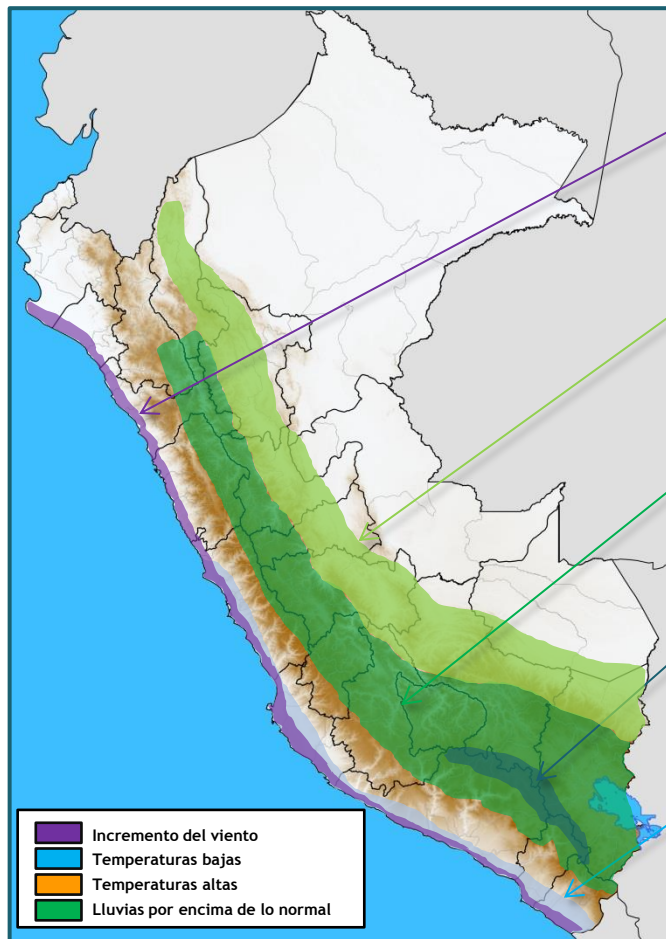 Incremento del viento
Temperaturas bajas
Temperaturas altas
Lluvias por encima de lo normal